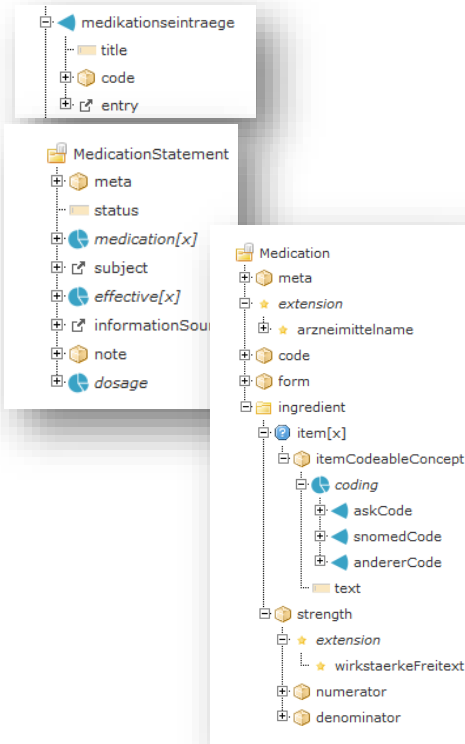 medikationseintraege
title
code
entry
MedicationStatement
meta
status
medication[x]
subject
effective[x]
note
dosage
Medication
meta
extension
arzneimittelname
code
form
ingredient
item[x]
itemCodeableConcept
coding
askCode
snomedCode
andererCode
text
strength
extension
wirkstaerkeFreitext
numerator
denominator